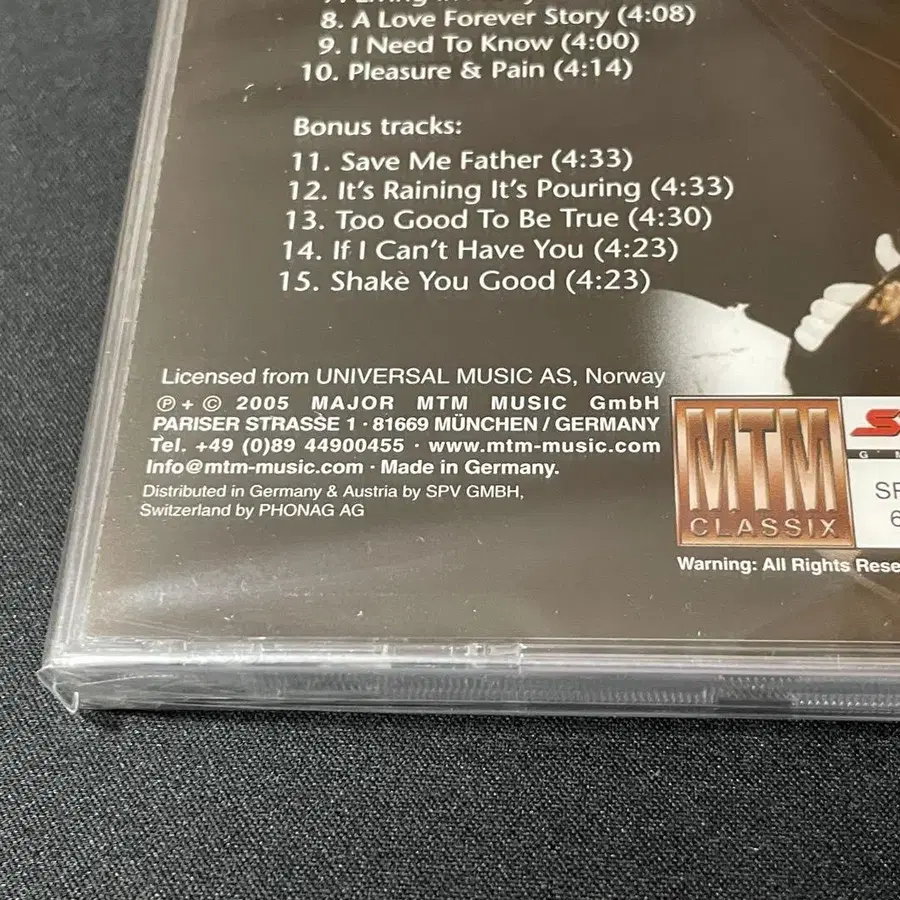 8. A Love Forever Story (4:08)
9. I Need To Know (4:00)
10. Pleasure & Pain (4:14)
Bonus tracks:
11. Save Me Father (4:33)
12. It's Raining It's Pouring (4:33)
13. Too Good To Be True (4:30)
14. If I Can't Have You (4:23)
15. Shake You Good (4:23)
Licensed from UNIVERSAL MUSIC AS, Norway
℗ + © 2005 MAJOR MTM MUSIC GmbH
PARISER STRASSE 1 · 81669 MÜNCHEN / GERMANY
Tel. +49 (0)89 44900455 · www.mtm-music.com
Info@mtm-music.com · Made in Germany.
Distributed in Germany & Austria by SPV GMBH,
Switzerland by PHONAG AG
MTM
CLASSIX
Warning: All Rights